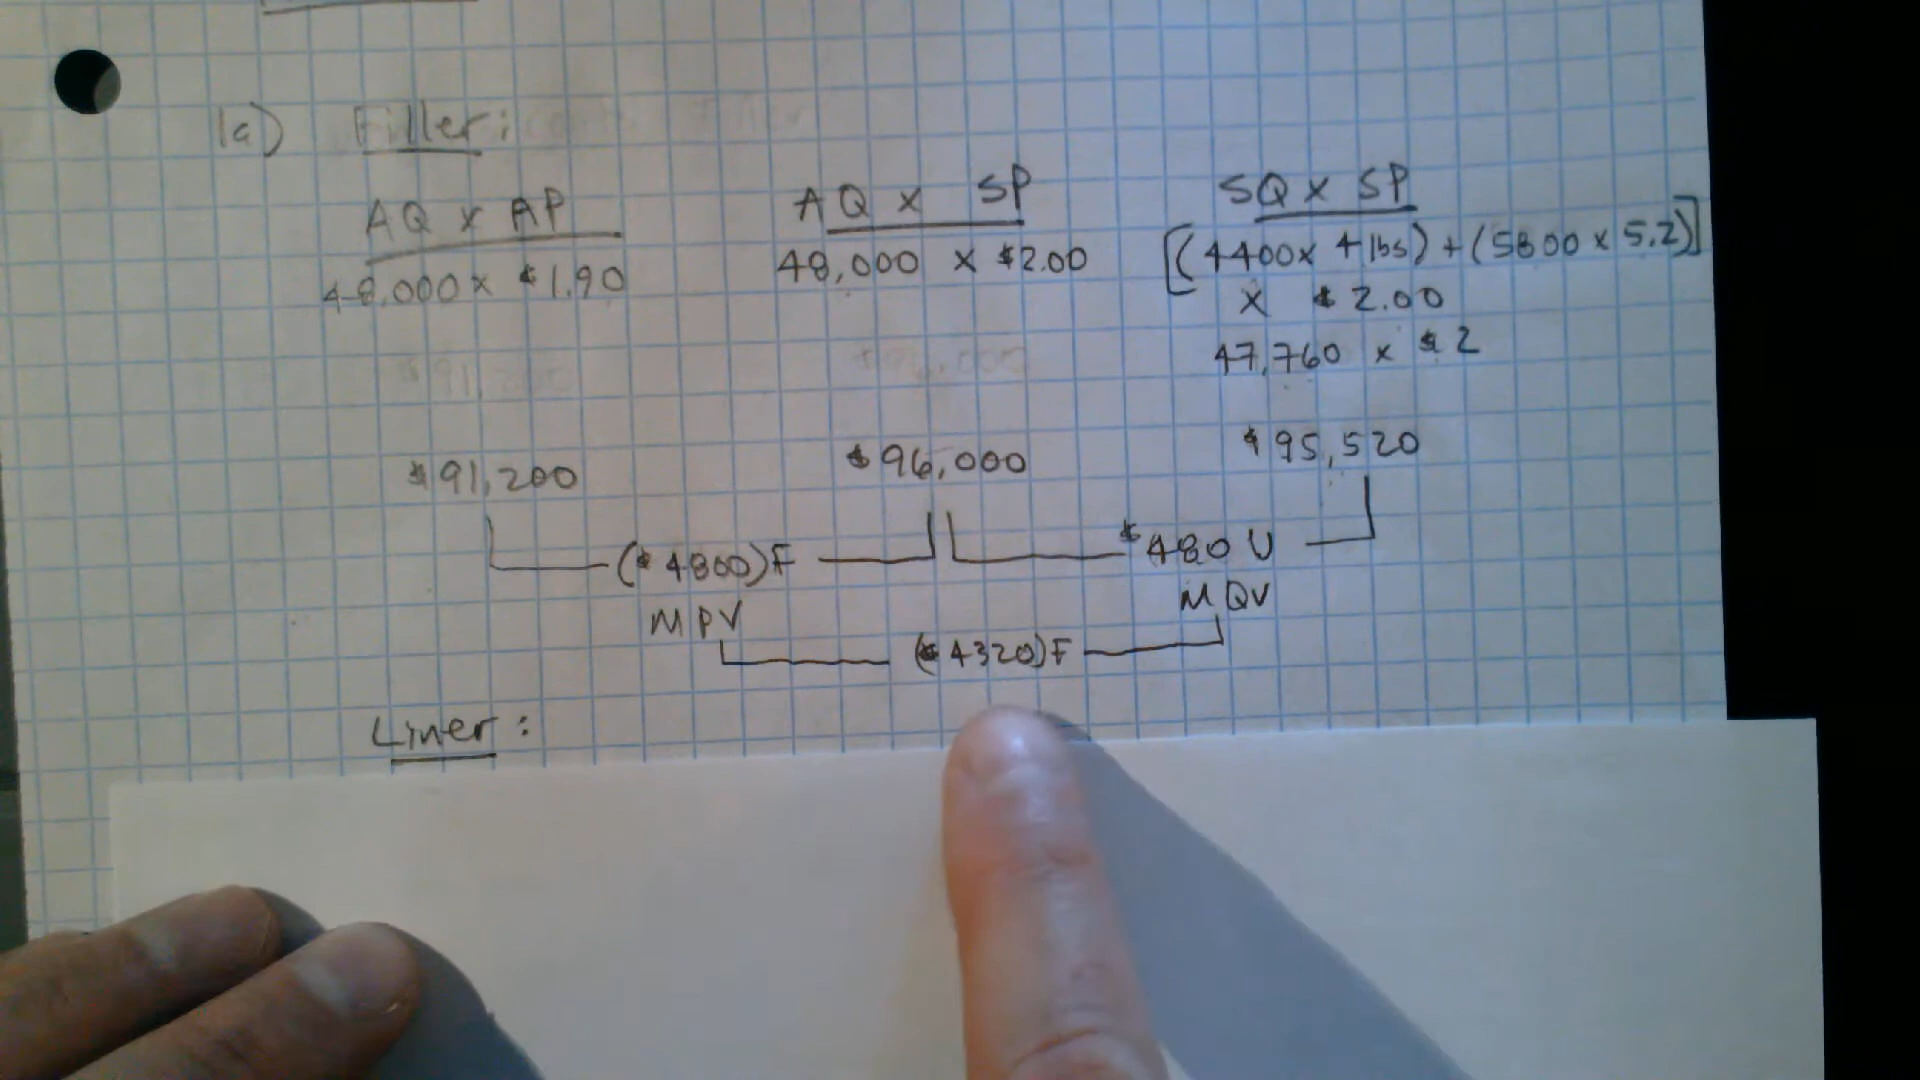 1a) Filler:
AQ x AP AQ x SP SQ x SP
48,000 x $1.90 48,000 x $2.00 [(4400x 4 lbs) + (5800 x 5.2)]
x $2.00
47,760 x $2
$91,200 $96,000 $95,520
($4800)F $480 U
MPV MQV
($4320)F
Liner: